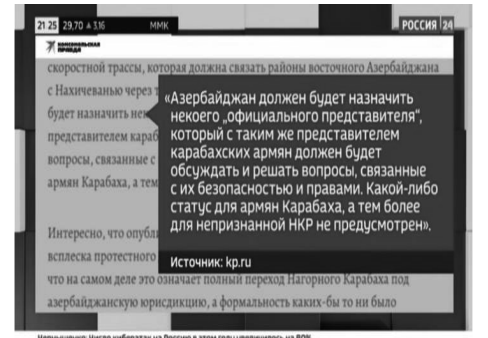 21 25 29,70 ▲ 3,16 ММК РОССИЯ 24
КОМСОМОЛЬСКАЯ
ПРАВДА
скоростной трассы, которая должна связать районы восточного Азербайджана
с Нахичеванью через
будет назначить
представителем караб
вопросы, связанные с
армян Карабаха, а тем
«Азербайджан должен будет назначить
некоего „официального представителя“,
который с таким же представителем
карабахских армян должен будет
обсуждать и решать вопросы, связанные
с их безопасностью и правами. Какой-либо
статус для армян Карабаха, а тем более
для непризнанной НКР не предусмотрен».
Источник: kp.ru
Интересно, что опубли
всплеска протестного
что на самом деле это означает полный переход Нагорного Карабаха под
азербайджанскую юрисдикцию, а формальность каких-бы то ни было